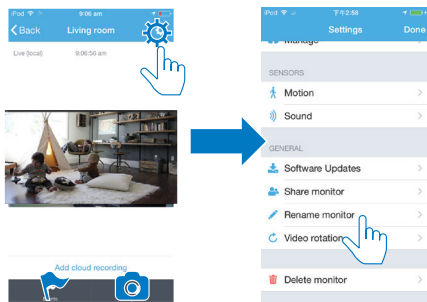 iPod 9:06 am
Back Living room
Live (local) 9:06:56 am
Add cloud recording
iPod 下午2:58
Settings Done
Manage
SENSORS
Motion
Sound
GENERAL
Software Updates
Share monitor
Rename monitor
Video rotation
Delete monitor